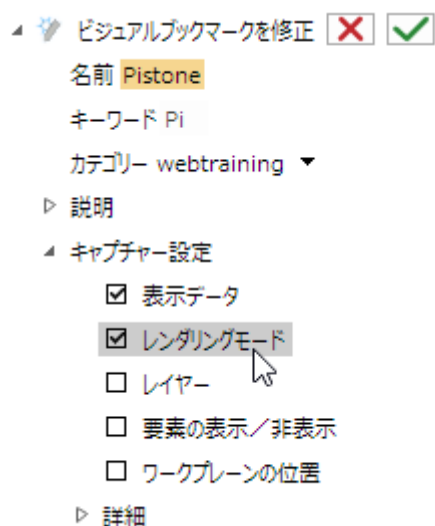 ビジュアルブックマークを修正
名前 Pistone
キーワード Pi
カテゴリー webtraining
説明
キャプチャー設定
表示データ
レンダリングモード
レイヤー
要素の表示／非表示
ワークプレーンの位置
詳細